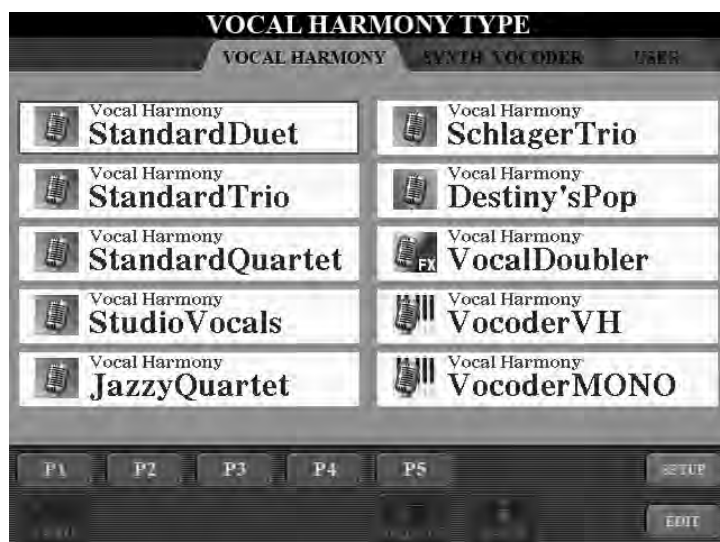 VOCAL HARMONY TYPE
VOCAL HARMONY SYNTH VOCODER USER
Vocal Harmony
StandardDuet
Vocal Harmony
SchlagerTrio
Vocal Harmony
StandardTrio
Vocal Harmony
Destiny'sPop
Vocal Harmony
StandardQuartet
FX
Vocal Harmony
VocalDoubler
Vocal Harmony
StudioVocals
Vocal Harmony
VocoderVH
Vocal Harmony
JazzyQuartet
Vocal Harmony
VocoderMONO
P1 P2 P3 P4 P5 SETUP
EDIT